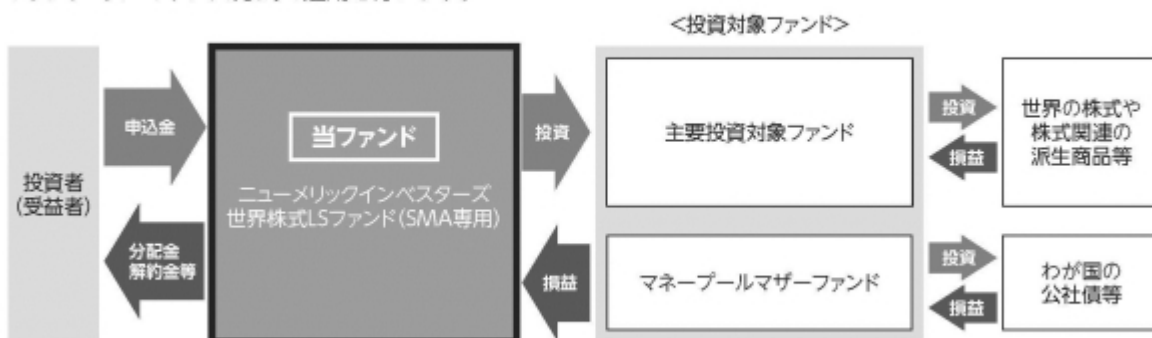 <投資対象ファンド>
投資者
(受益者)
申込金
分配金
解約金等
当ファンド
ニューメリックインベスターズ
世界株式LSファンド(SMA専用)
投資
損益
主要投資対象ファンド
マネープールマザーファンド
投資
損益
投資
損益
世界の株式や
株式関連の
派生商品等
わが国の
公社債等